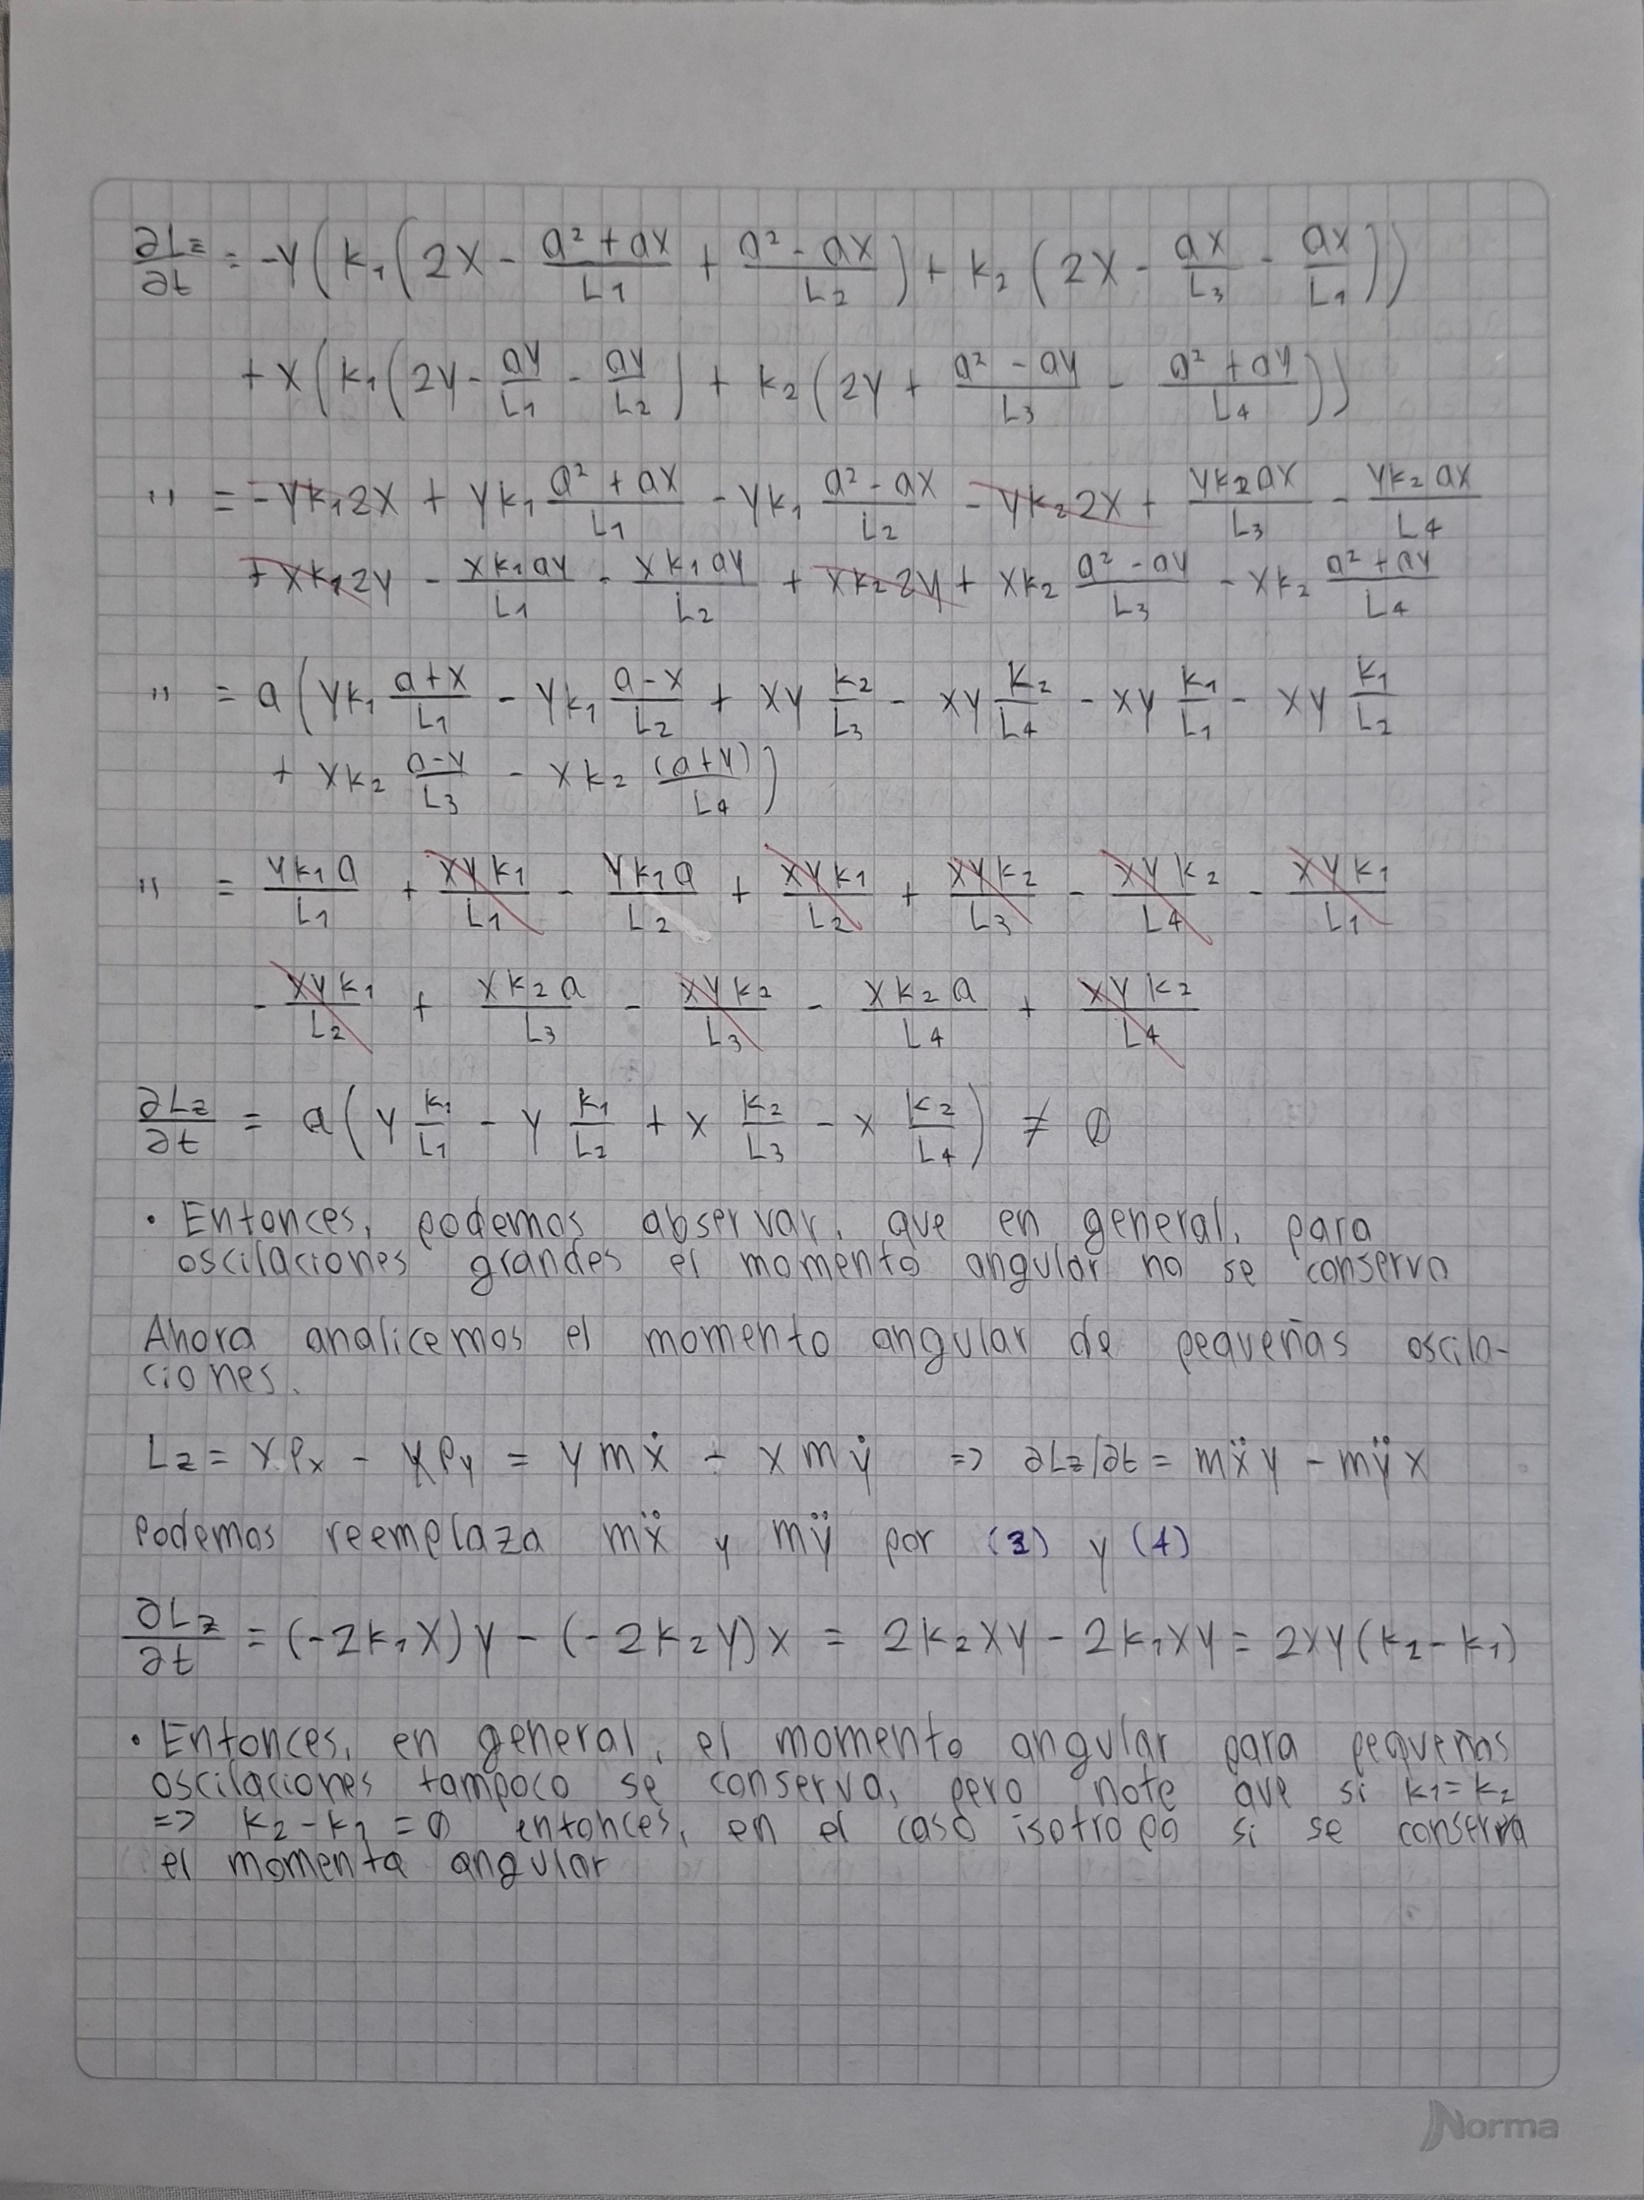 ∂Lz/∂t = -y(k₁(2x - (a² + ax)/L₁ + (a² - ax)/L₂) + k₂(2x - ax/L₃ - ax/L₁))
+ x(k₁(2y - ay/L₁ - ay/L₂) + k₂(2y + (a² - ay)/L₃ - (a² + ay)/L₄))
" = -yk₁2x + yk₁ (a² + ax)/L₁ - yk₁ (a² - ax)/L₂ - yk₂2x + yk₂ax/L₃ - yk₂ax/L₄
+ xk₁2y - xk₁ay/L₁ - xk₁ay/L₂ + xk₂2y + xk₂ (a² - ay)/L₃ - xk₂ (a² + ay)/L₄
" = a(yk₁ (a+x)/L₁ - yk₁ (a-x)/L₂ + xy k₂/L₃ - xy k₂/L₄ - xy k₁/L₁ - xy k₁/L₂
+ xk₂ (a-y)/L₃ - xk₂ (a+y)/L₄)
" = yk₁a/L₁ + xyk₁/L₁ - yk₁a/L₂ + xyk₁/L₂ + xyk₂/L₃ - xyk₂/L₄ - xyk₁/L₁
- xyk₁/L₂ + xk₂a/L₃ - xyk₂/L₃ - xk₂a/L₄ + xyk₂/L₄
∂Lz/∂t = a(y k₁/L₁ - y k₁/L₂ + x k₂/L₃ - x k₂/L₄) ≠ 0
• Entonces, podemos abservar, que en general, para
oscilaciones grandes el momento angular no se conserva
Ahora analicemos el momento angular de pequeñas oscila-
ciones.
Lz = YPx - XPy = ymẋ - xmẏ => ∂Lz/∂t = mẍy - mÿx
Podemos reemplaza mẍ y mÿ por (3) y (4)
∂Lz/∂t = (-2k₁x)y - (-2k₂y)x = 2k₂xy - 2k₁xy = 2xy(k₂ - k₁)
• Entonces, en general, el momento angular para pequeñas
oscilaciones tampoco se conserva, pero note que si k₁ = k₂
=> k₂ - k₁ = 0 entonces, en el caso isotropo si se conserva
el momenta angular
Norma